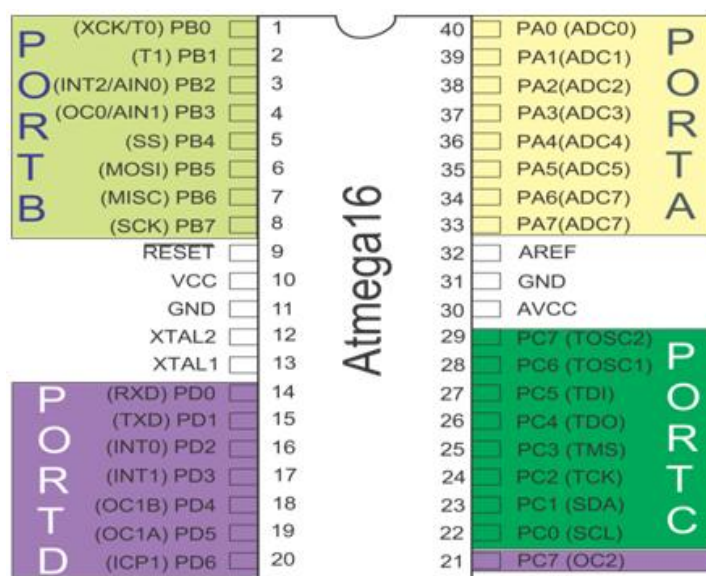 PORTB
(XCK/T0) PB0 1
(T1) PB1 2
(INT2/AIN0) PB2 3
(OC0/AIN1) PB3 4
(SS) PB4 5
(MOSI) PB5 6
(MISC) PB6 7
(SCK) PB7 8
RESET 9
VCC 10
GND 11
XTAL2 12
XTAL1 13
PORTD
(RXD) PD0 14
(TXD) PD1 15
(INT0) PD2 16
(INT1) PD3 17
(OC1B) PD4 18
(OC1A) PD5 19
(ICP1) PD6 20
Atmega16
40 PA0 (ADC0)
39 PA1(ADC1)
38 PA2(ADC2)
37 PA3(ADC3)
36 PA4(ADC4)
35 PA5(ADC5)
34 PA6(ADC7)
33 PA7(ADC7)
PORTA
32 AREF
31 GND
30 AVCC
29 PC7 (TOSC2)
28 PC6 (TOSC1)
27 PC5 (TDI)
26 PC4 (TDO)
25 PC3 (TMS)
24 PC2 (TCK)
23 PC1 (SDA)
22 PC0 (SCL)
PORTC
21 PC7 (OC2)